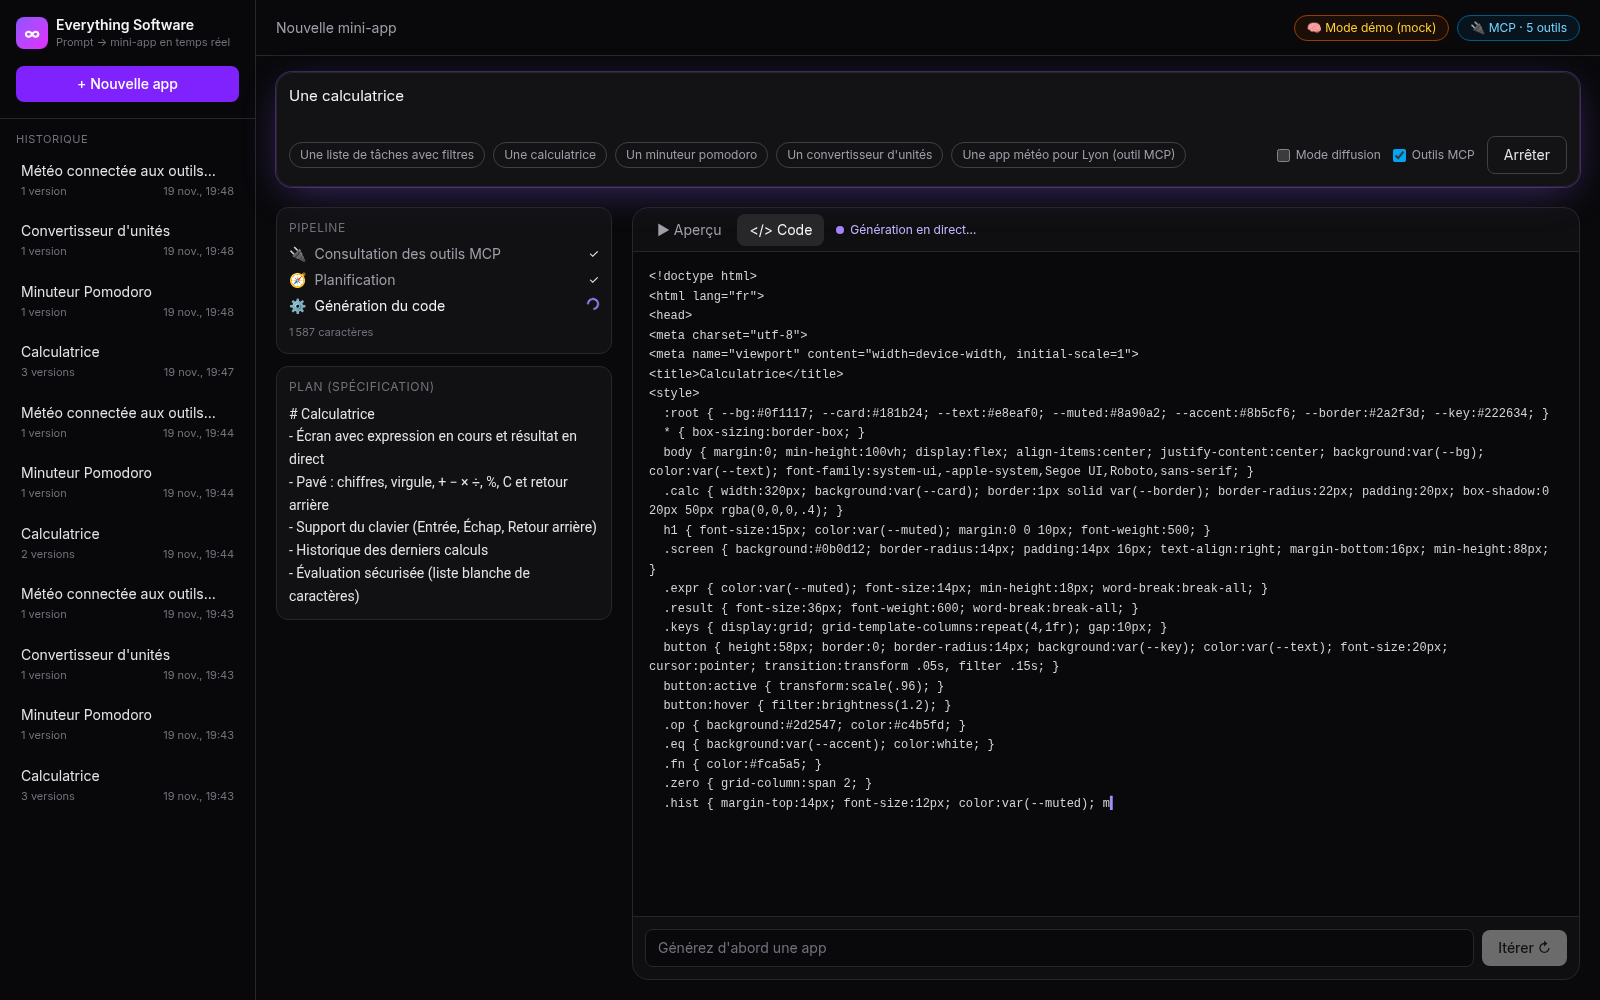 Everything Software
Prompt → mini-app en temps réel
+ Nouvelle app
HISTORIQUE
Météo connectée aux outils...
1 version 19 nov., 19:48
Convertisseur d'unités
1 version 19 nov., 19:48
Minuteur Pomodoro
1 version 19 nov., 19:48
Calculatrice
3 versions 19 nov., 19:47
Météo connectée aux outils...
1 version 19 nov., 19:44
Minuteur Pomodoro
1 version 19 nov., 19:44
Calculatrice
2 versions 19 nov., 19:44
Météo connectée aux outils...
1 version 19 nov., 19:43
Convertisseur d'unités
1 version 19 nov., 19:43
Minuteur Pomodoro
1 version 19 nov., 19:43
Calculatrice
3 versions 19 nov., 19:43
Nouvelle mini-app
🧠 Mode démo (mock)
🔌 MCP · 5 outils
Une calculatrice
Une liste de tâches avec filtres
Une calculatrice
Un minuteur pomodoro
Un convertisseur d'unités
Une app météo pour Lyon (outil MCP)
Mode diffusion
Outils MCP
Arrêter
PIPELINE
🔌 Consultation des outils MCP ✓
🧭 Planification ✓
⚙️ Génération du code
1 587 caractères
PLAN (SPÉCIFICATION)
# Calculatrice
- Écran avec expression en cours et résultat en
direct
- Pavé : chiffres, virgule, + − × ÷, %, C et retour
arrière
- Support du clavier (Entrée, Échap, Retour arrière)
- Historique des derniers calculs
- Évaluation sécurisée (liste blanche de
caractères)
▶ Aperçu
</> Code
Génération en direct...
<!doctype html>
<html lang="fr">
<head>
<meta charset="utf-8">
<meta name="viewport" content="width=device-width, initial-scale=1">
<title>Calculatrice</title>
<style>
  :root { --bg:#0f1117; --card:#181b24; --text:#e8eaf0; --muted:#8a90a2; --accent:#8b5cf6; --border:#2a2f3d; --key:#222634; }
  * { box-sizing:border-box; }
  body { margin:0; min-height:100vh; display:flex; align-items:center; justify-content:center; background:var(--bg);
color:var(--text); font-family:system-ui,-apple-system,Segoe UI,Roboto,sans-serif; }
  .calc { width:320px; background:var(--card); border:1px solid var(--border); border-radius:22px; padding:20px; box-shadow:0
20px 50px rgba(0,0,0,.4); }
  h1 { font-size:15px; color:var(--muted); margin:0 0 10px; font-weight:500; }
  .screen { background:#0b0d12; border-radius:14px; padding:14px 16px; text-align:right; margin-bottom:16px; min-height:88px;
}
  .expr { color:var(--muted); font-size:14px; min-height:18px; word-break:break-all; }
  .result { font-size:36px; font-weight:600; word-break:break-all; }
  .keys { display:grid; grid-template-columns:repeat(4,1fr); gap:10px; }
  button { height:58px; border:0; border-radius:14px; background:var(--key); color:var(--text); font-size:20px;
cursor:pointer; transition:transform .05s, filter .15s; }
  button:active { transform:scale(.96); }
  button:hover { filter:brightness(1.2); }
  .op { background:#2d2547; color:#c4b5fd; }
  .eq { background:var(--accent); color:white; }
  .fn { color:#fca5a5; }
  .zero { grid-column:span 2; }
  .hist { margin-top:14px; font-size:12px; color:var(--muted); m
Générez d'abord une app
Itérer ↻